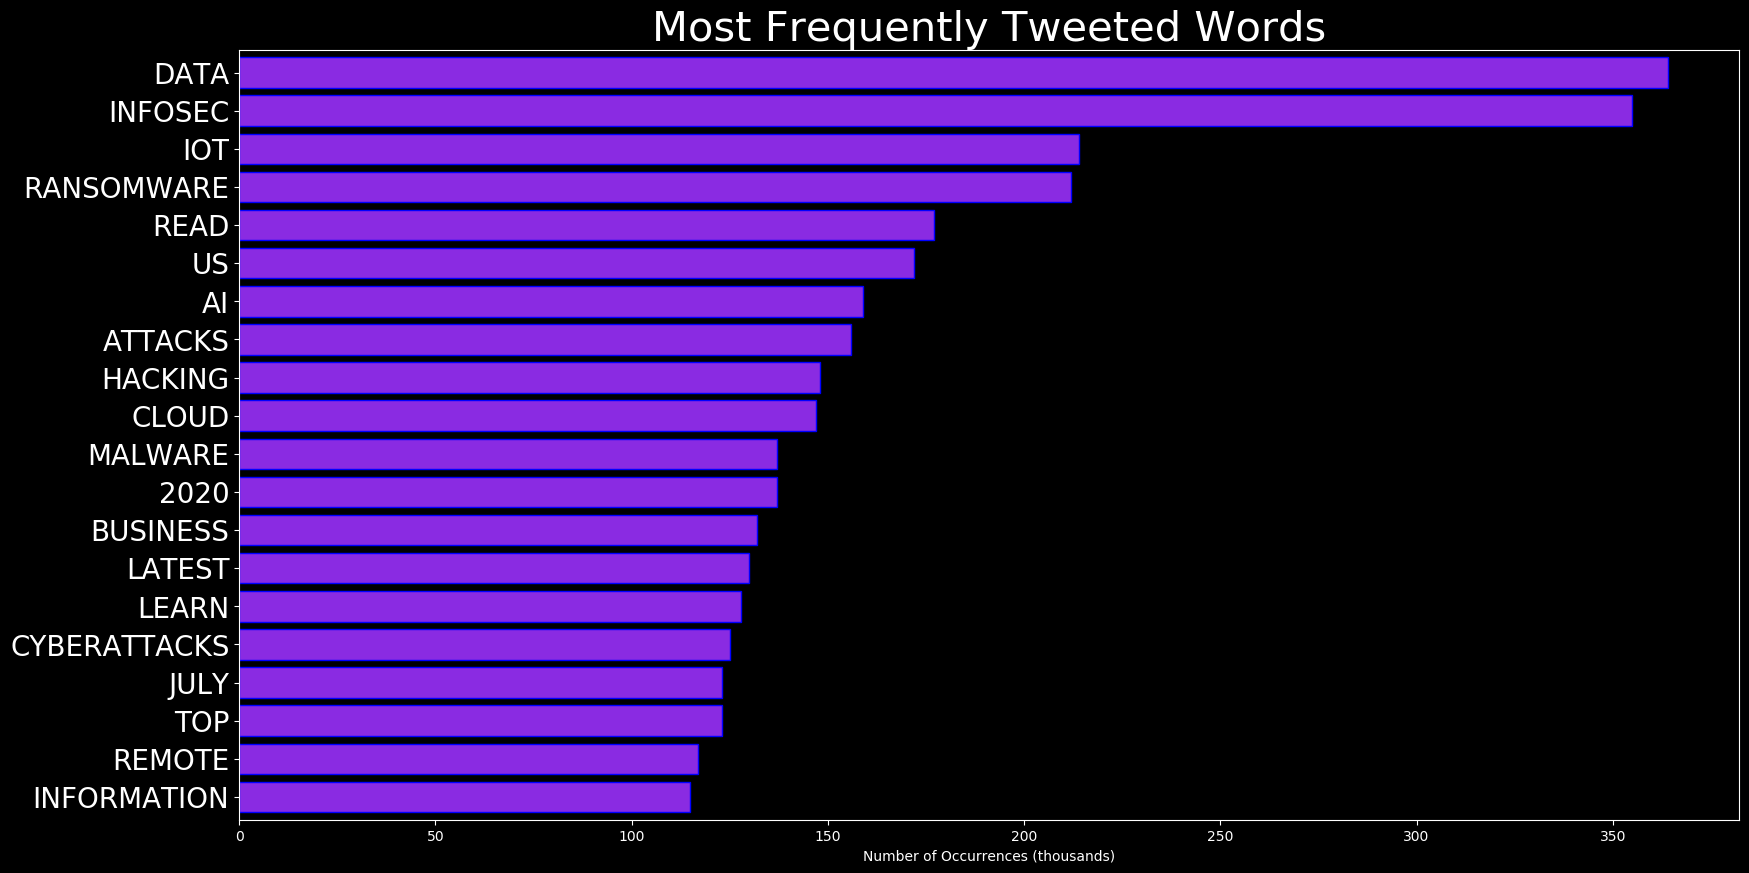 Most Frequently Tweeted Words
DATA
INFOSEC
IOT
RANSOMWARE
READ
US
AI
ATTACKS
HACKING
CLOUD
MALWARE
2020
BUSINESS
LATEST
LEARN
CYBERATTACKS
JULY
TOP
REMOTE
INFORMATION
0 50 100 150 200 250 300 350
Number of Occurrences (thousands)